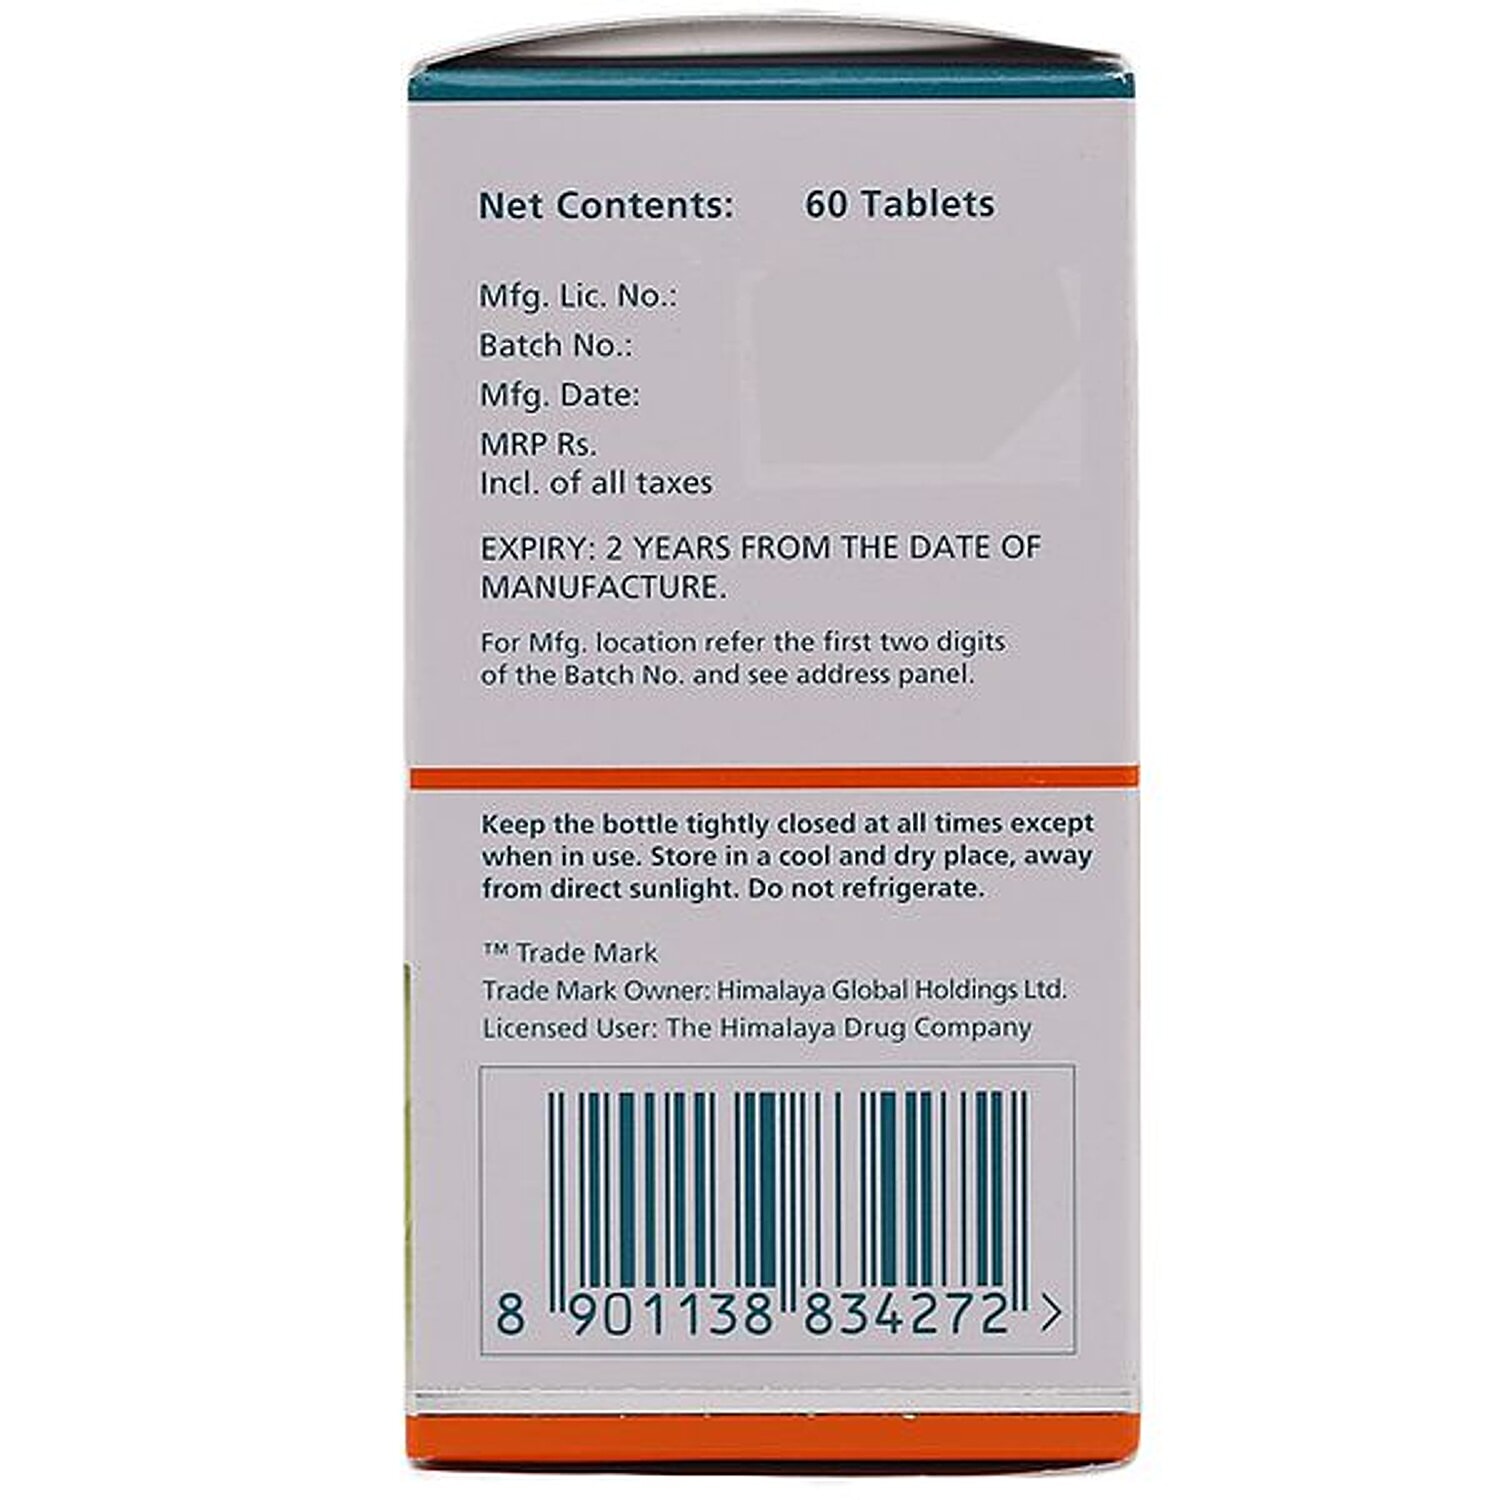 Net Contents: 60 Tablets
Mfg. Lic. No.:
Batch No.:
Mfg. Date:
MRP Rs.
Incl. of all taxes
EXPIRY: 2 YEARS FROM THE DATE OF
MANUFACTURE.
For Mfg. location refer the first two digits
of the Batch No. and see address panel.
Keep the bottle tightly closed at all times except
when in use. Store in a cool and dry place, away
from direct sunlight. Do not refrigerate.
™ Trade Mark
Trade Mark Owner: Himalaya Global Holdings Ltd.
Licensed User: The Himalaya Drug Company
8 901138 834272 >